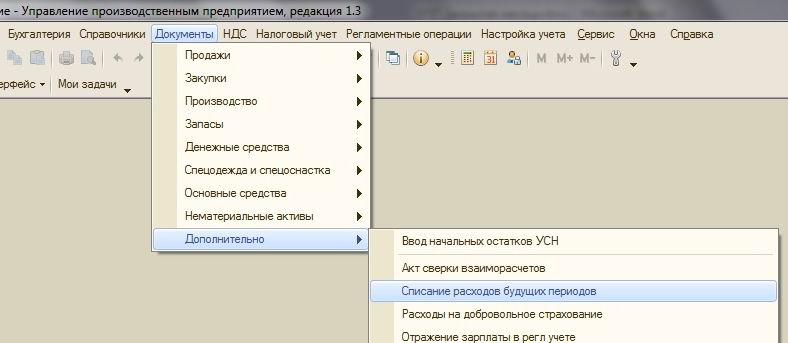 ие - Управление производственным предприятием, редакция 1.3
Бухгалтерия Справочники Документы НДС Налоговый учет Регламентные операции Настройка учета Сервис Окна Справка
31 M M+ M-
ерфейс Мои задачи
Продажи
Закупки
Производство
Запасы
Денежные средства
Спецодежда и спецоснастка
Основные средства
Нематериальные активы
Дополнительно
Ввод начальных остатков УСН
Акт сверки взаиморасчетов
Списание расходов будущих периодов
Расходы на добровольное страхование
Отражение зарплаты в регл учете